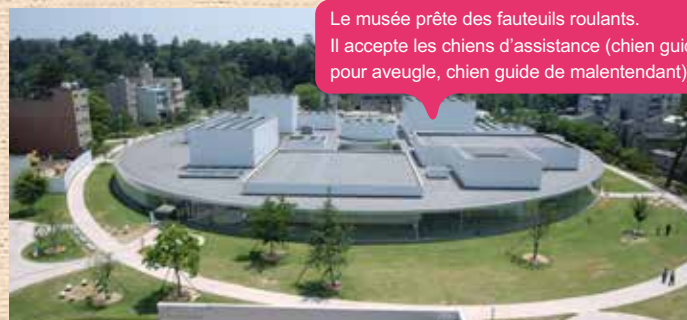 Le musée prête des fauteuils roulants.
Il accepte les chiens d'assistance (chien
pour aveugle, chien guide de malentendant)